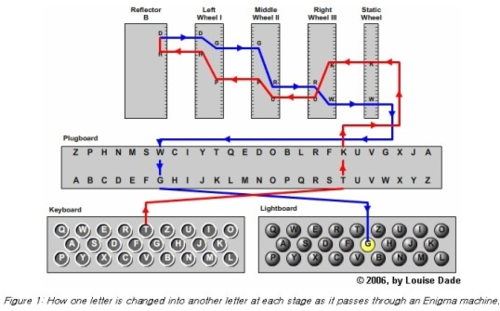 Reflector B
Left Wheel I
Middle Wheel II
Right Wheel III
Static Wheel
D D G G R R W W
H H P P K K
Plugboard
Z P H N M S W C I Y T Q E D O B L R F K U V G X J A
A B C D E F G H I J K L M N O P Q R S T U V W X Y Z
Keyboard
Q W E R T Z U I O
A S D F G H J K
P Y X C V B N M L
Lightboard
Q W E R T Z U I O
A S D F G H J K
P Y X C V B N M L
© 2006, by Louise Dade
Figure 1: How one letter is changed into another letter at each stage as it passes through an Enigma machine,